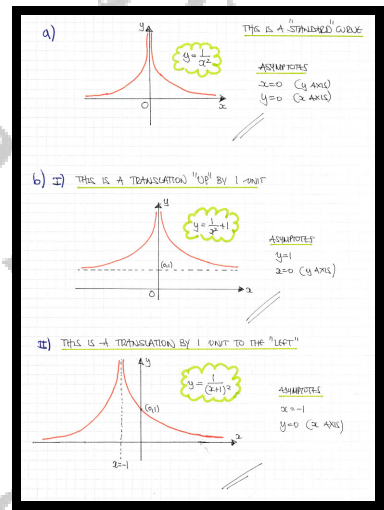 a)
THIS IS A "STANDARD" CURVE
y
y = 1/x²
ASYMPTOTES
x=0 (y AXIS)
y=0 (x AXIS)
O
x
b) I) THIS IS A TRANSLATION "UP" BY 1 UNIT
y
y = 1/x² + 1
ASYMPTOTES
y=1
x=0 (y AXIS)
(0,1)
O
x
II) THIS IS A TRANSLATION BY 1 UNIT TO THE "LEFT"
y
y = 1/(x+1)²
ASYMPTOTES
x=-1
y=0 (x AXIS)
(0,1)
x
x=-1